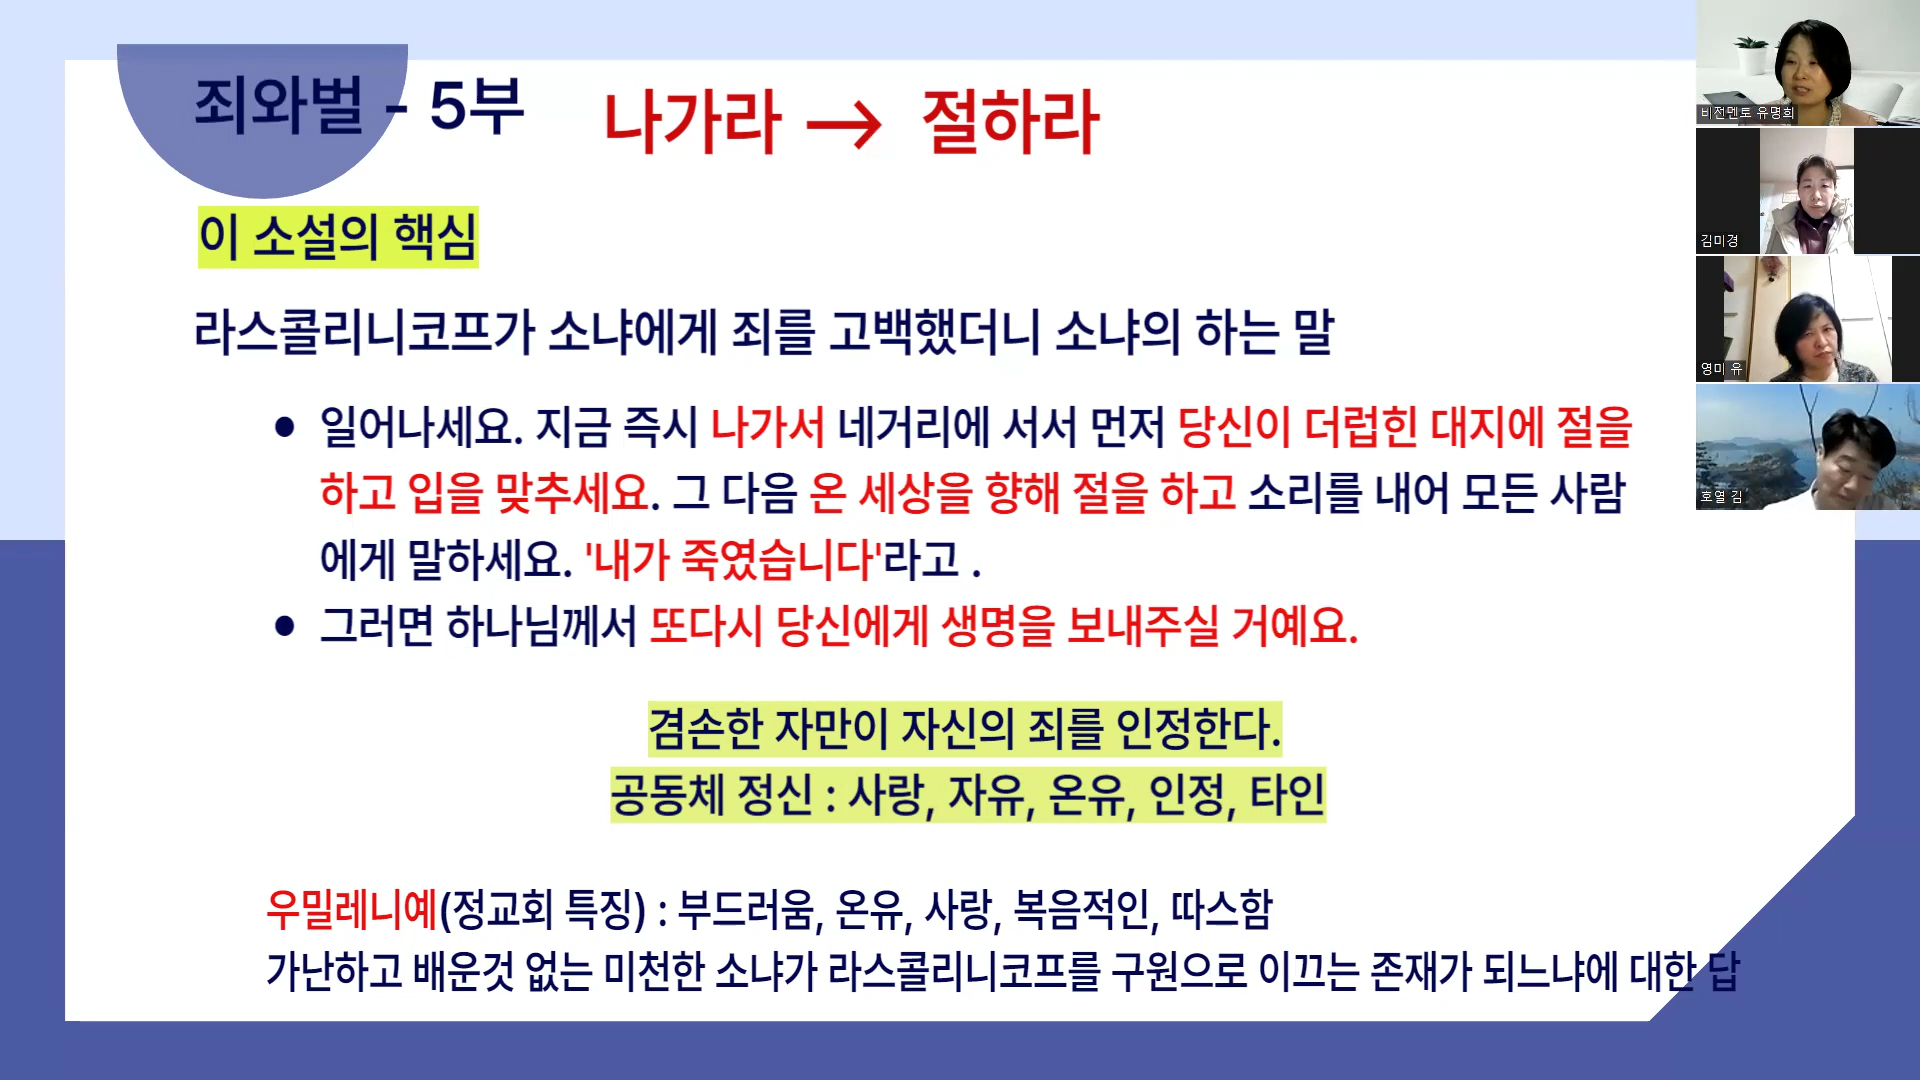 죄와벌 - 5부
나가라 → 절하라
이 소설의 핵심
라스콜리니코프가 소냐에게 죄를 고백했더니 소냐의 하는 말
• 일어나세요. 지금 즉시 나가서 네거리에 서서 먼저 당신이 더럽힌 대지에 절을
하고 입을 맞추세요. 그 다음 온 세상을 향해 절을 하고 소리를 내어 모든 사람
에게 말하세요. '내가 죽였습니다'라고 .
• 그러면 하나님께서 또다시 당신에게 생명을 보내주실 거예요.
겸손한 자만이 자신의 죄를 인정한다.
공동체 정신 : 사랑, 자유, 온유, 인정, 타인
우밀레니예(정교회 특징) : 부드러움, 온유, 사랑, 복음적인, 따스함
가난하고 배운것 없는 미천한 소냐가 라스콜리니코프를 구원으로 이끄는 존재가 되느냐에 대한 답
비전멘토 유명희
김미경
영미 유
호열 김